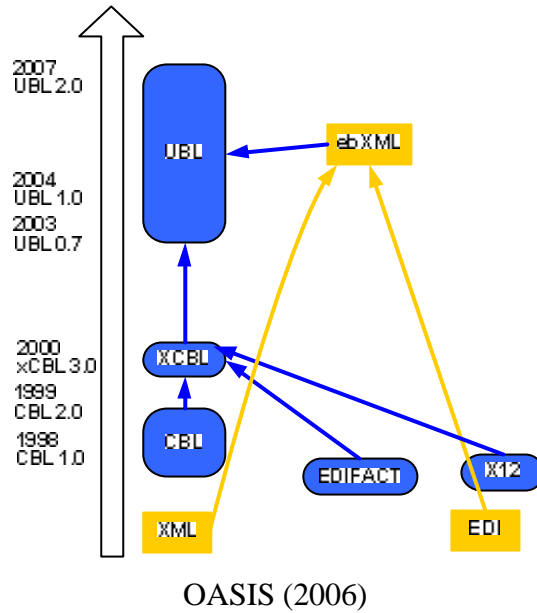 2007
UBL 2.0
UBL
ebXML
2004
UBL 1.0
2003
UBL 0.7
2000
xCBL 3.0
XCBL
1999
CBL 2.0
1998
CBL 1.0
CBL
EDIFACT
X12
XML
EDI
OASIS (2006)